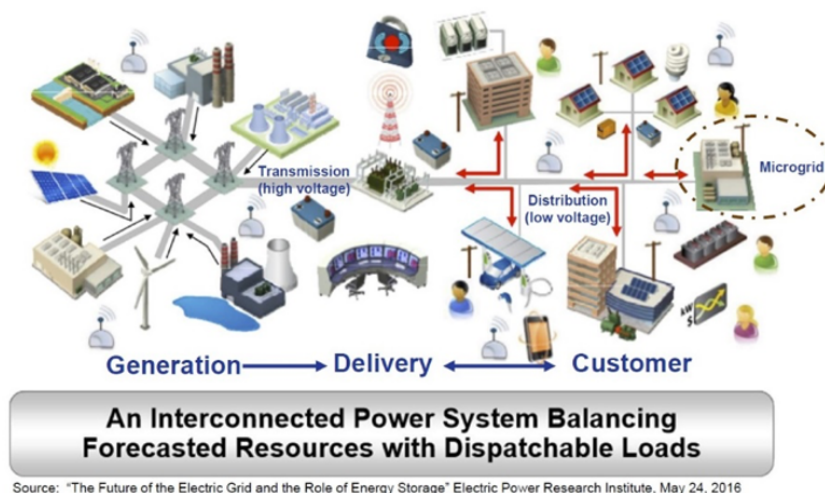 Transmission
(high voltage)
Distribution
(low voltage)
Microgrid
kW
$
Generation
Delivery
Customer
An Interconnected Power System Balancing
Forecasted Resources with Dispatchable Loads
Source: "The Future of the Electric Grid and the Role of Energy Storage" Electric Power Research Institute, May 24, 2016